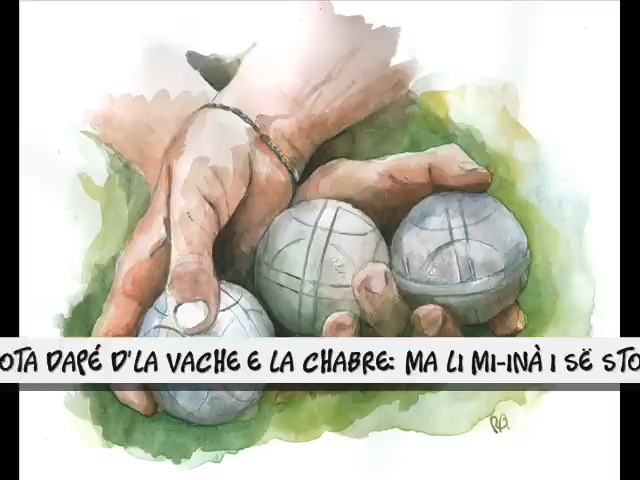 OTA DAPÉ D'LA VACHE E LA CHABRE: MA LI MI-INÀ I SË STO
R.B.